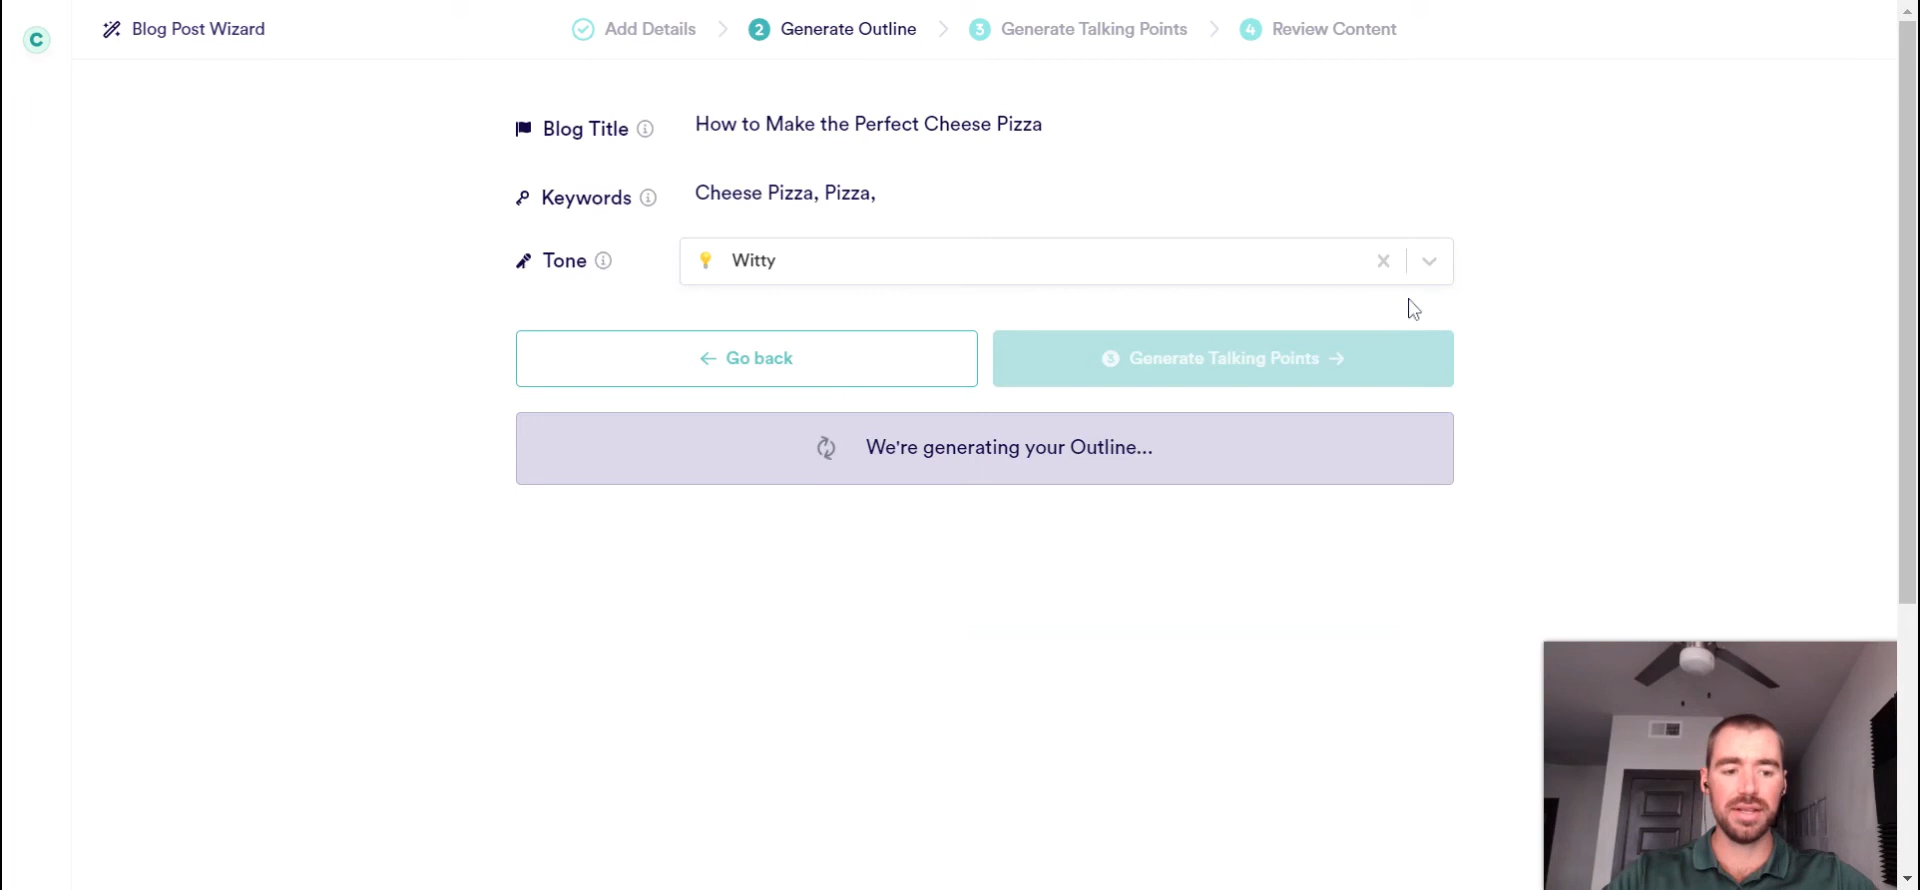 C
Blog Post Wizard
Add Details
2 Generate Outline
3 Generate Talking Points
4 Review Content
Blog Title
How to Make the Perfect Cheese Pizza
Keywords
Cheese Pizza, Pizza,
Tone
Witty
← Go back
3 Generate Talking Points →
We're generating your Outline...